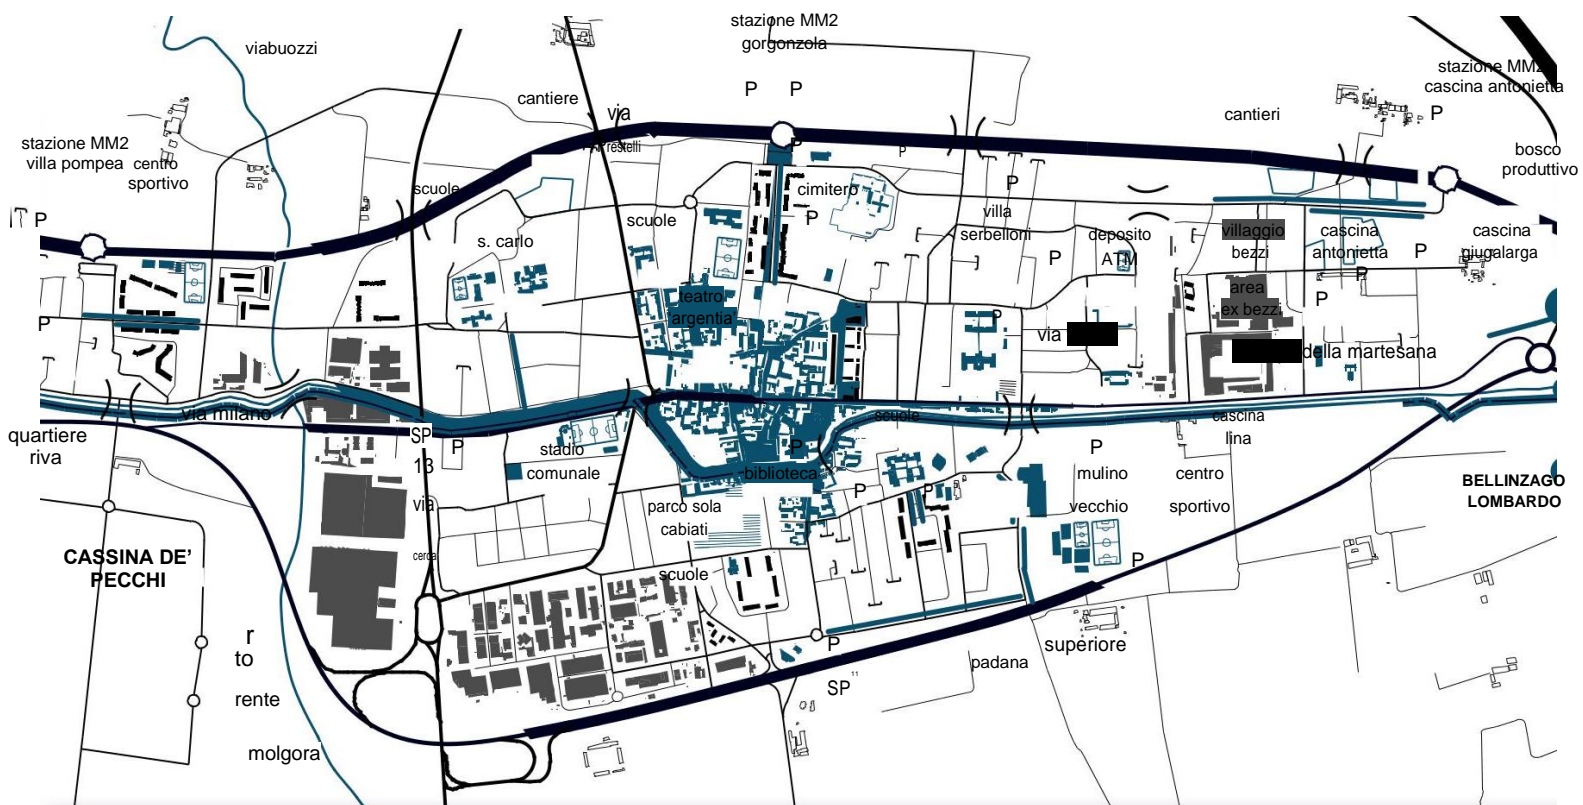 stazione MM2
gorgonzola
viabuozzi
stazione MM2
cascina antonietta
P P
cantiere
via
restelli
cantieri
P
stazione MM2
villa pompea
centro
sportivo
bosco
produttivo
P
P
scuole
cimitero
P
P
scuole
P
villa
serbelloni
deposito
ATM
villaggio
bezzi
cascina
antonietta
cascina
giugalarga
s. carlo
P
P
P
teatro
argentia
area
ex bezzi
P
P
P
via
della martesana
via milano
scuole
cascina
lina
quartiere
riva
SP
13
via
cerca
P
stadio
comunale
P
biblioteca
P
mulino
vecchio
centro
sportivo
BELLINZAGO
LOMBARDO
P
P
parco sola
cabiati
CASSINA DE’
PECCHI
scuole
P
r
to
rente
molgora
P
superiore
padana
SP 11